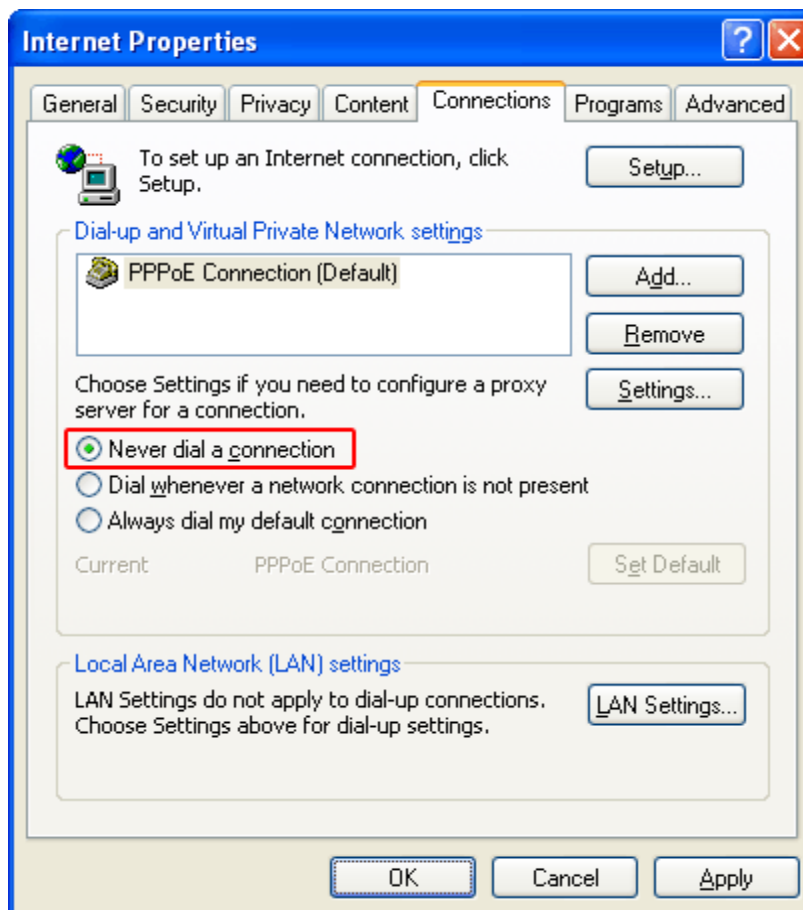 Internet Properties
General Security Privacy Content Connections Programs Advanced
To set up an Internet connection, click
Setup.
Setup...
Dial-up and Virtual Private Network settings
PPPoE Connection (Default)
Add...
Remove
Choose Settings if you need to configure a proxy
server for a connection.
Settings...
Never dial a connection
Dial whenever a network connection is not present
Always dial my default connection
Current PPPoE Connection Set Default
Local Area Network (LAN) settings
LAN Settings do not apply to dial-up connections.
Choose Settings above for dial-up settings.
LAN Settings...
OK Cancel Apply